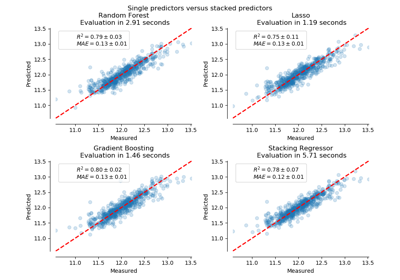 Single predictors versus stacked predictors
Random Forest
Evaluation in 2.91 seconds
R² = 0.79 ± 0.03
MAE = 0.13 ± 0.01
13.5
13.0
12.5
12.0
11.5
11.0
Predicted
11.0 11.5 12.0 12.5 13.0 13.5
Measured
Lasso
Evaluation in 1.19 seconds
R² = 0.75 ± 0.11
MAE = 0.13 ± 0.01
13.5
13.0
12.5
12.0
11.5
11.0
Predicted
11.0 11.5 12.0 12.5 13.0 13.5
Measured
Gradient Boosting
Evaluation in 1.46 seconds
R² = 0.80 ± 0.02
MAE = 0.13 ± 0.01
13.5
13.0
12.5
12.0
11.5
11.0
Predicted
11.0 11.5 12.0 12.5 13.0 13.5
Measured
Stacking Regressor
Evaluation in 5.71 seconds
R² = 0.78 ± 0.07
MAE = 0.12 ± 0.01
13.5
13.0
12.5
12.0
11.5
11.0
Predicted
11.0 11.5 12.0 12.5 13.0 13.5
Measured